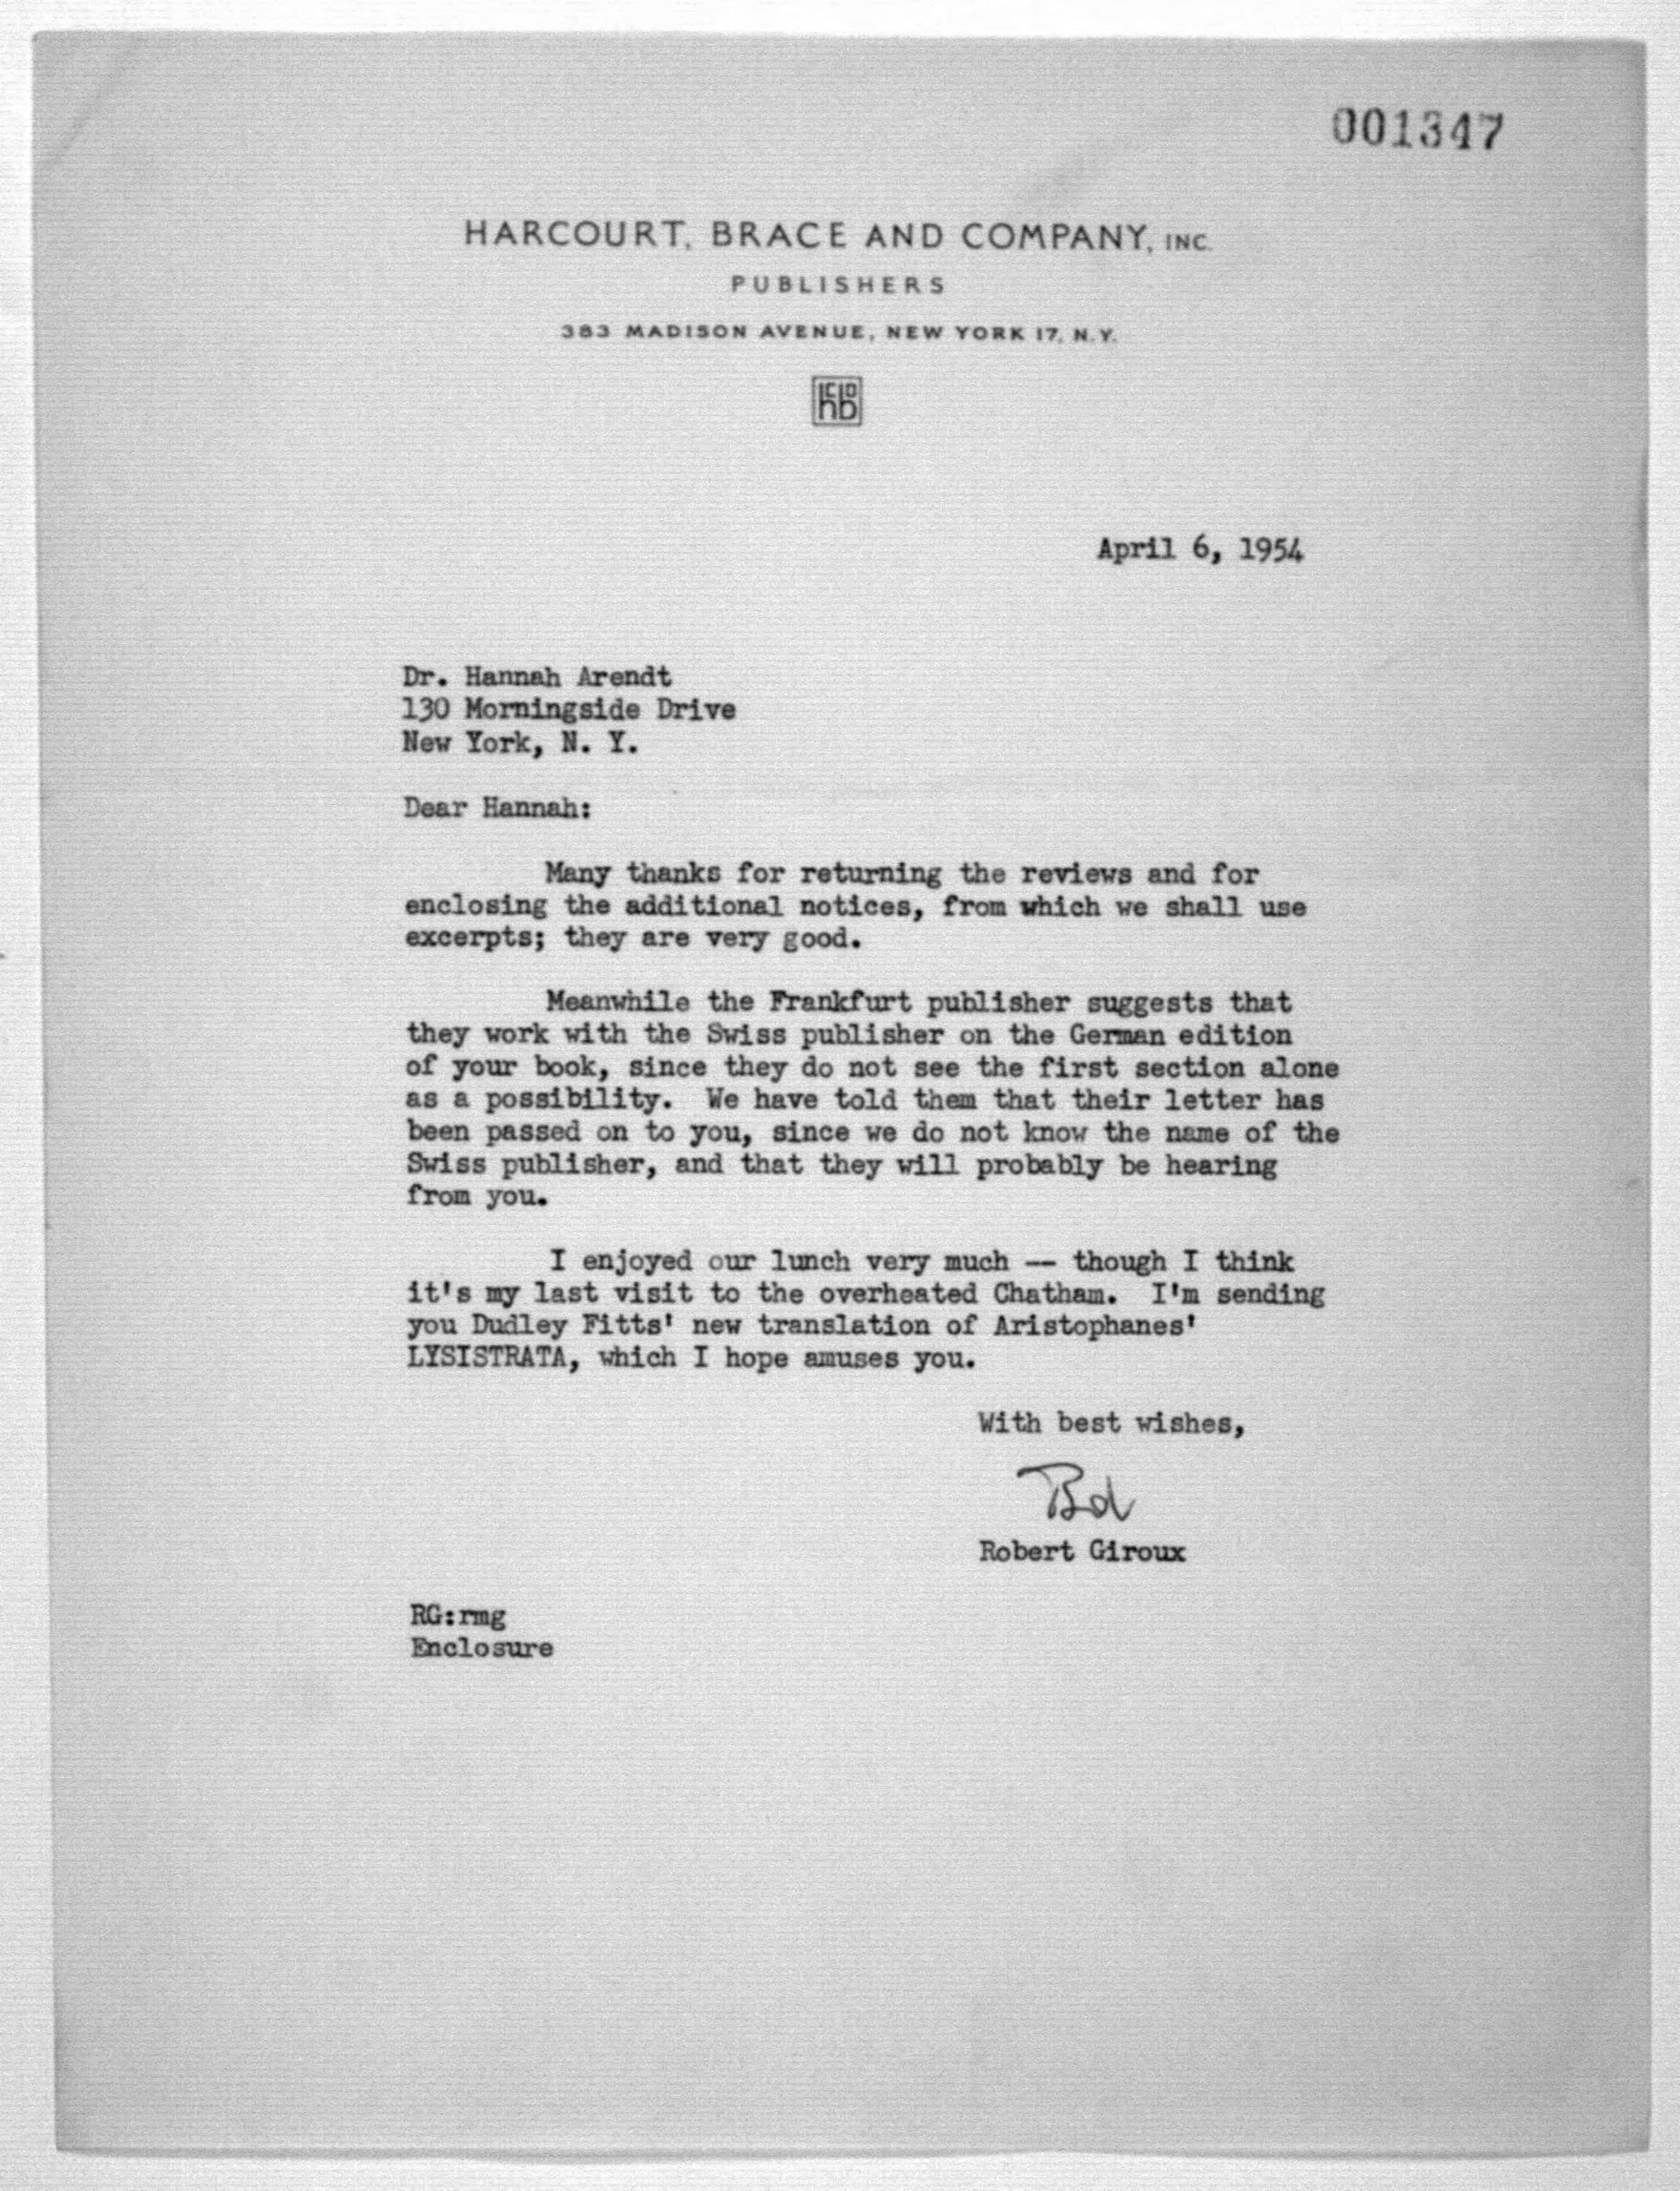 001347
HARCOURT, BRACE AND COMPANY, INC.
PUBLISHERS
383 MADISON AVENUE, NEW YORK 17, N.Y.
April 6, 1954
Dr. Hannah Arendt
130 Morningside Drive
New York, N. Y.
Dear Hannah:
Many thanks for returning the reviews and for
enclosing the additional notices, from which we shall use
excerpts; they are very good.
Meanwhile the Frankfurt publisher suggests that
they work with the Swiss publisher on the German edition
of your book, since they do not see the first section alone
as a possibility. We have told them that their letter has
been passed on to you, since we do not know the name of the
Swiss publisher, and that they will probably be hearing
from you.
I enjoyed our lunch very much -- though I think
it's my last visit to the overheated Chatham. I'm sending
you Dudley Fitts' new translation of Aristophanes'
LYSISTRATA, which I hope amuses you.
With best wishes,
Bob
Robert Giroux
RG:rmg
Enclosure